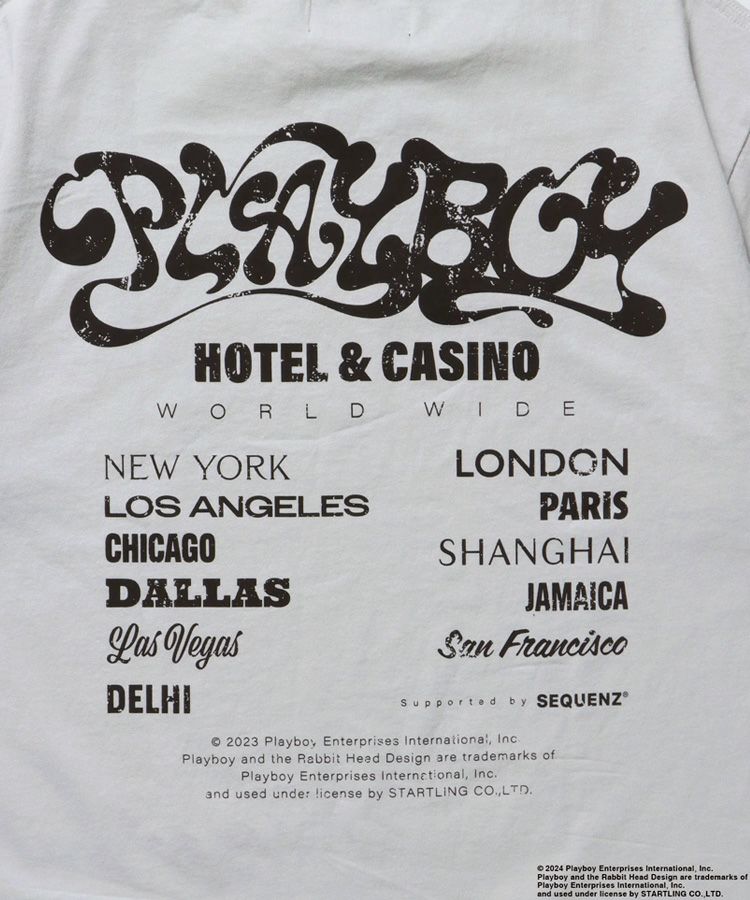 PLAYBOY
HOTEL & CASINO
WORLD WIDE
NEW YORK
LOS ANGELES
CHICAGO
DALLAS
Las Vegas
DELHI
LONDON
PARIS
SHANGHAI
JAMAICA
San Francisco
Supported by SEQUENZ®
© 2023 Playboy Enterprises International, Inc.
Playboy and the Rabbit Head Design are trademarks of
Playboy Enterprises International, Inc.
and used under license by STARTLING CO.,LTD.
© 2024 Playboy Enterprises International, Inc.
Playboy and the Rabbit Head Design are trademarks of
Playboy Enterprises International, Inc.
and used under license by STARTLING CO.,LTD.